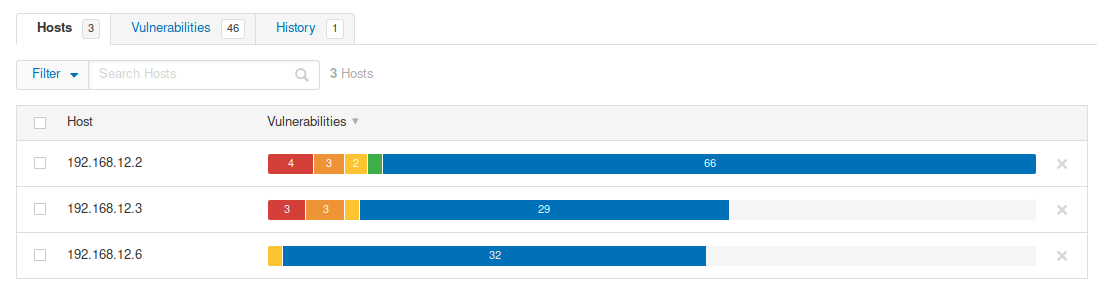 Hosts 3 Vulnerabilities 46 History 1
Filter Search Hosts 3 Hosts
Host Vulnerabilities
192.168.12.2 4 3 2 66
192.168.12.3 3 3 29
192.168.12.6 32